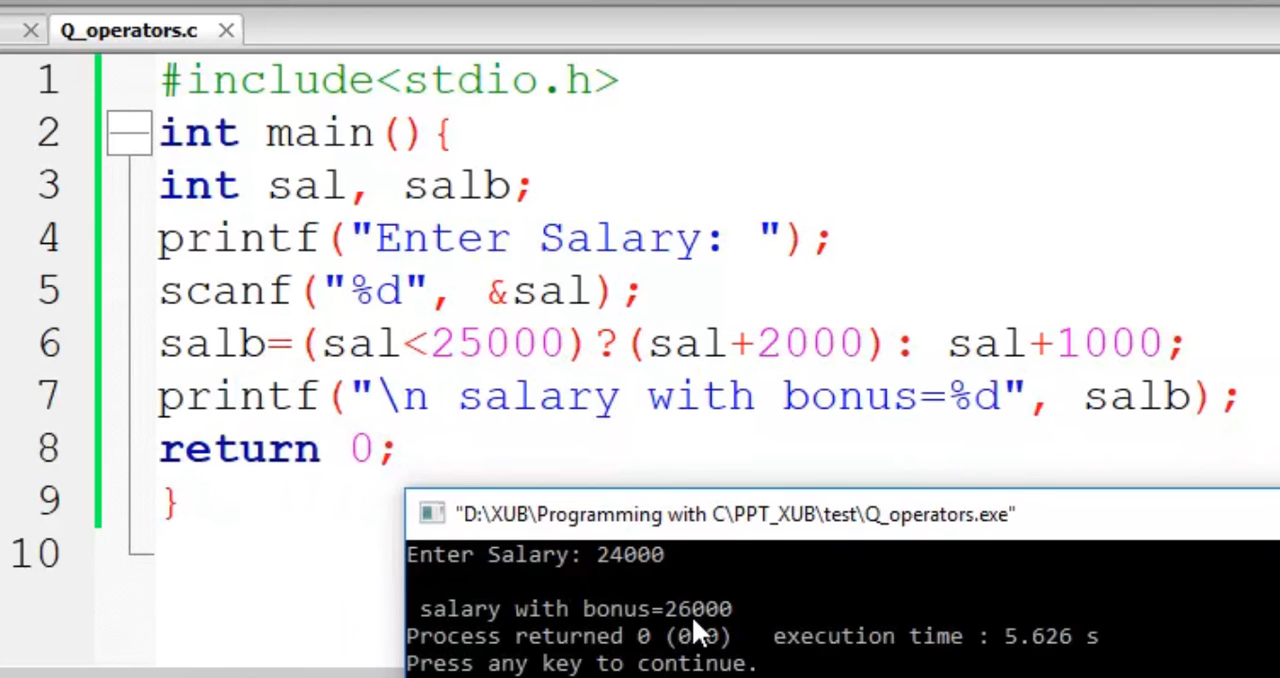 Q_operators.c
1 #include<stdio.h>
2 int main(){
3 int sal, salb;
4 printf("Enter Salary: ");
5 scanf("%d", &sal);
6 salb=(sal<25000)?(sal+2000): sal+1000;
7 printf("\n salary with bonus=%d", salb);
8 return 0;
9 }
10
"D:\XUB\Programming with C\PPT_XUB\test\Q_operators.exe"
Enter Salary: 24000
salary with bonus=26000
Process returned 0 (0x0) execution time : 5.626 s
Press any key to continue.